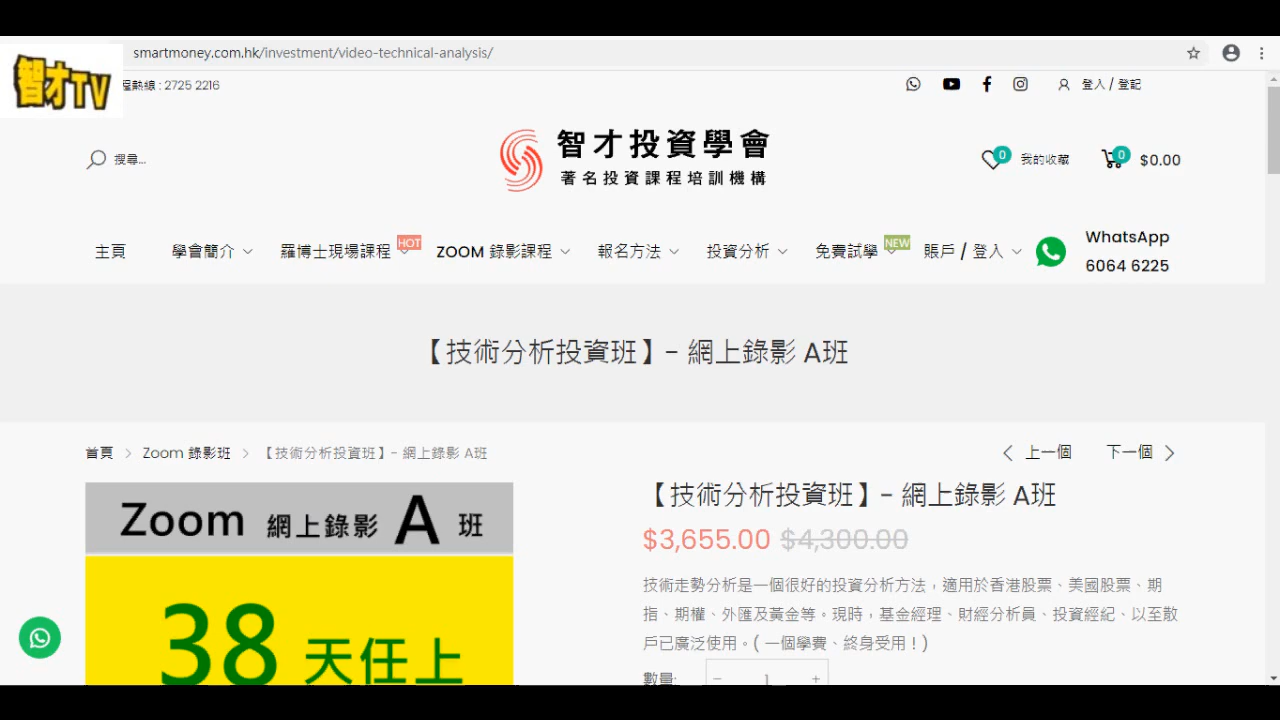 smartmoney.com.hk/investment/video-technical-analysis/
智才TV
程熱線 : 2725 2216
登入 / 登記
搜尋...
智才投資學會
著名投資課程培訓機構
0
我的收藏
0
$0.00
主頁
學會簡介
羅博士現場課程
HOT
ZOOM 錄影課程
報名方法
投資分析
免費試學
NEW
賬戶 / 登入
WhatsApp
6064 6225
【技術分析投資班】- 網上錄影 A班
首頁 > Zoom 錄影班 > 【技術分析投資班】- 網上錄影 A班
上一個
下一個
Zoom 網上錄影 A 班
38 天任上
【技術分析投資班】- 網上錄影 A班
$3,655.00 $4,300.00
技術走勢分析是一個很好的投資分析方法，適用於香港股票、美國股票、期
指、期權、外匯及黃金等。現時，基金經理、財經分析員、投資經紀、以至散
戶已廣泛使用。( 一個學費、終身受用！)
數量:
− 1 +